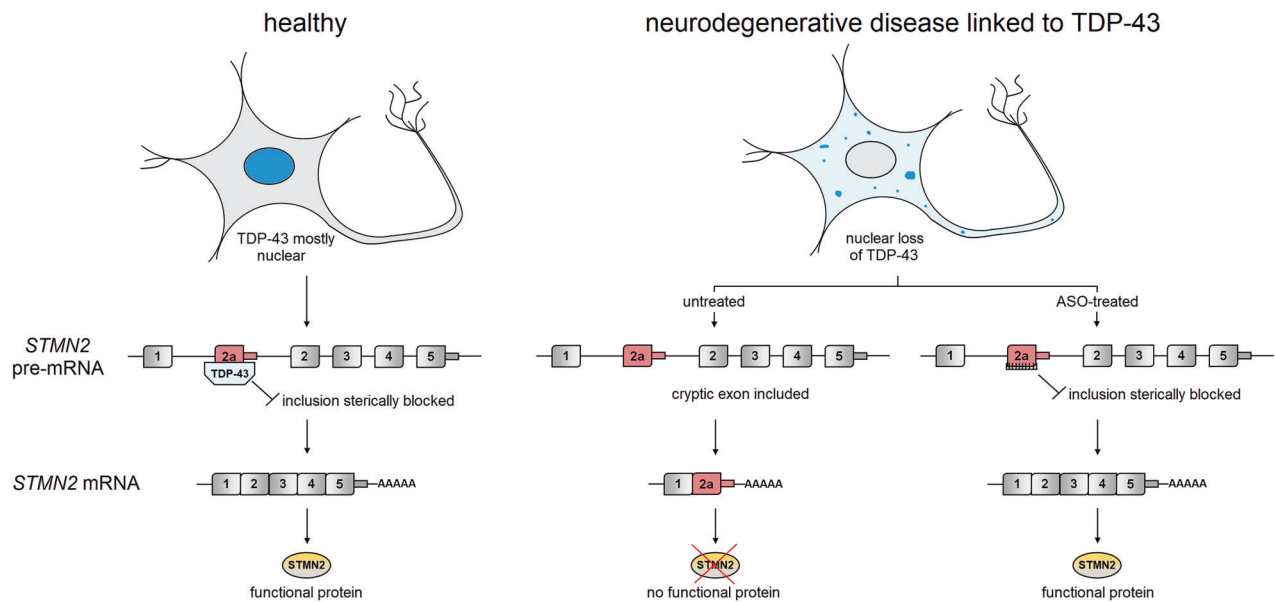 healthy
neurodegenerative disease linked to TDP-43
TDP-43 mostly
nuclear
nuclear loss
of TDP-43
untreated
ASO-treated
STMN2
pre-mRNA
1 2a 2 3 4 5
TDP-43
inclusion sterically blocked
1 2a 2 3 4 5
cryptic exon included
1 2a 2 3 4 5
inclusion sterically blocked
STMN2 mRNA
1 2 3 4 5 AAAAA
1 2a AAAAA
1 2 3 4 5 AAAAA
STMN2
functional protein
STMN2
no functional protein
STMN2
functional protein